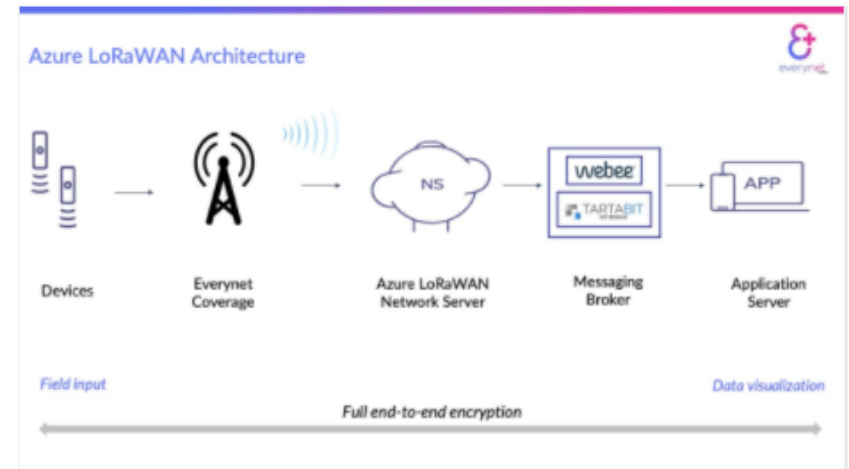 Azure LoRaWAN Architecture
everynet
NS
webee
TARTABIT
APP
Devices
Everynet
Coverage
Azure LoRaWAN
Network Server
Messaging
Broker
Application
Server
Field input
Data visualization
Full end-to-end encryption